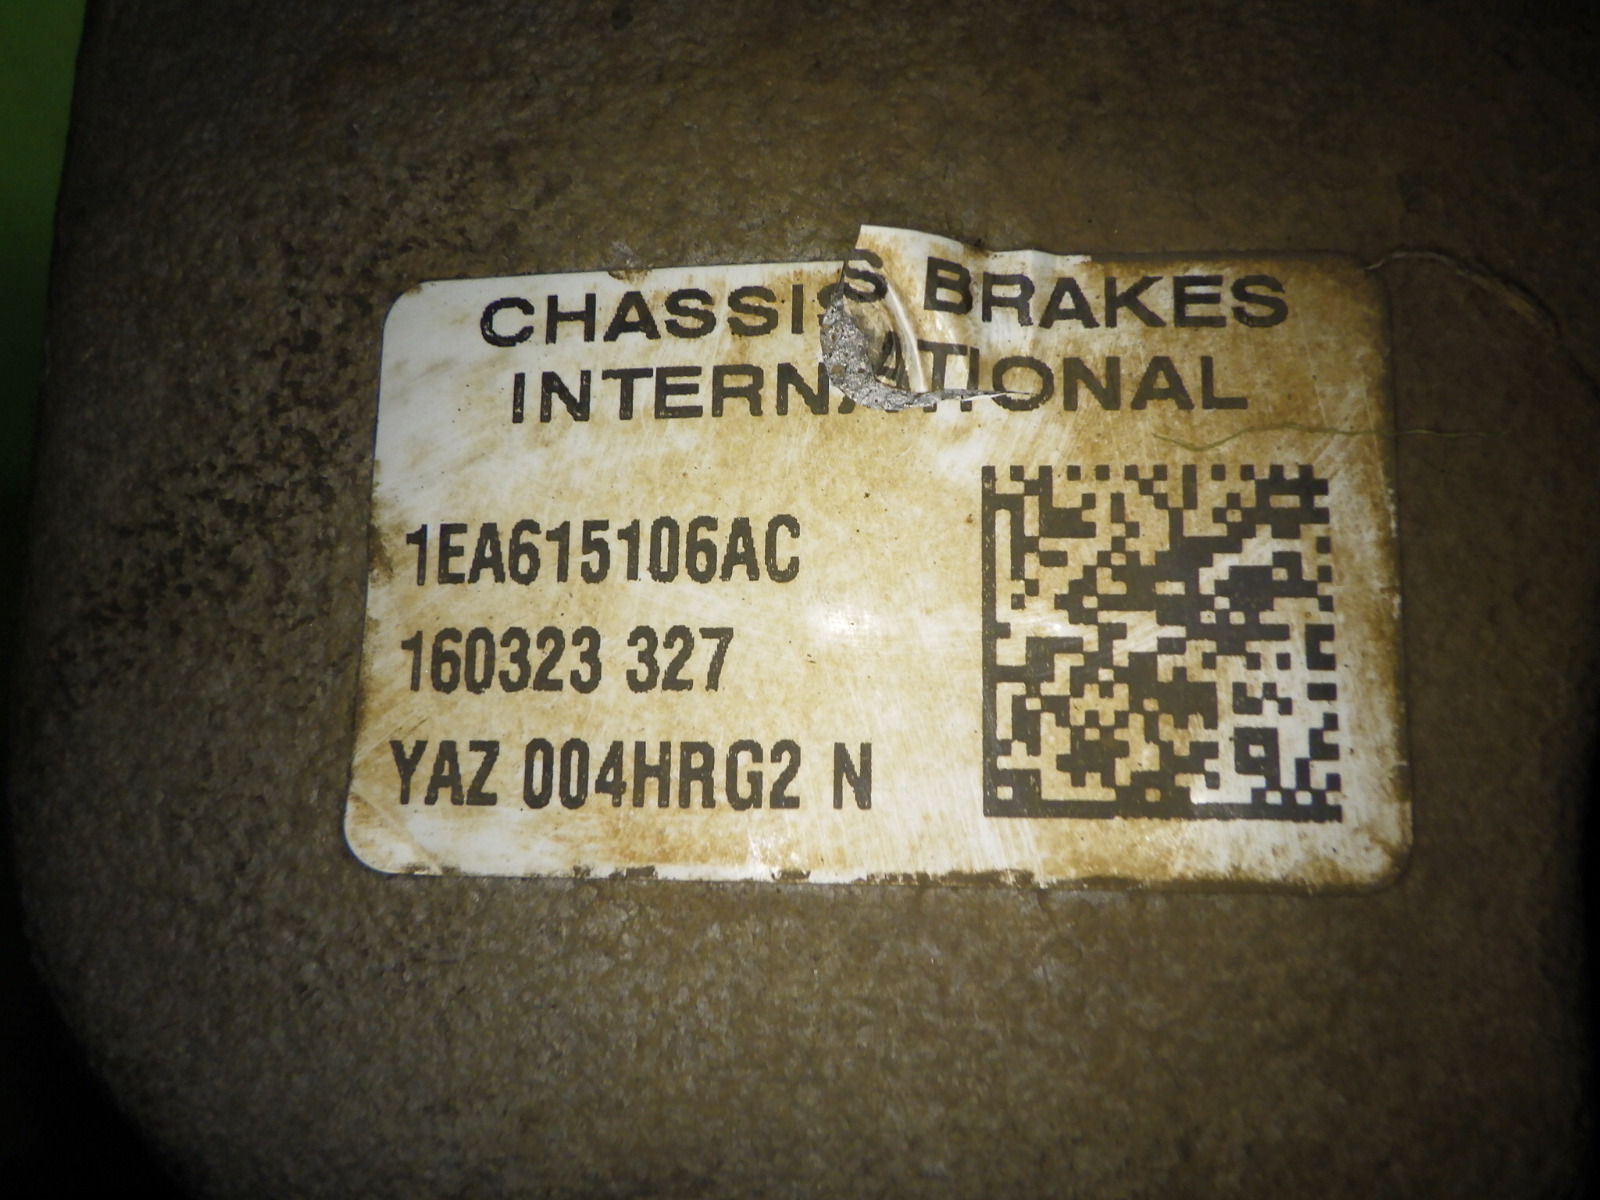 CHASSIS BRAKES
INTERNATIONAL
1EA615106AC
160323 327
YAZ 004HRG2 N